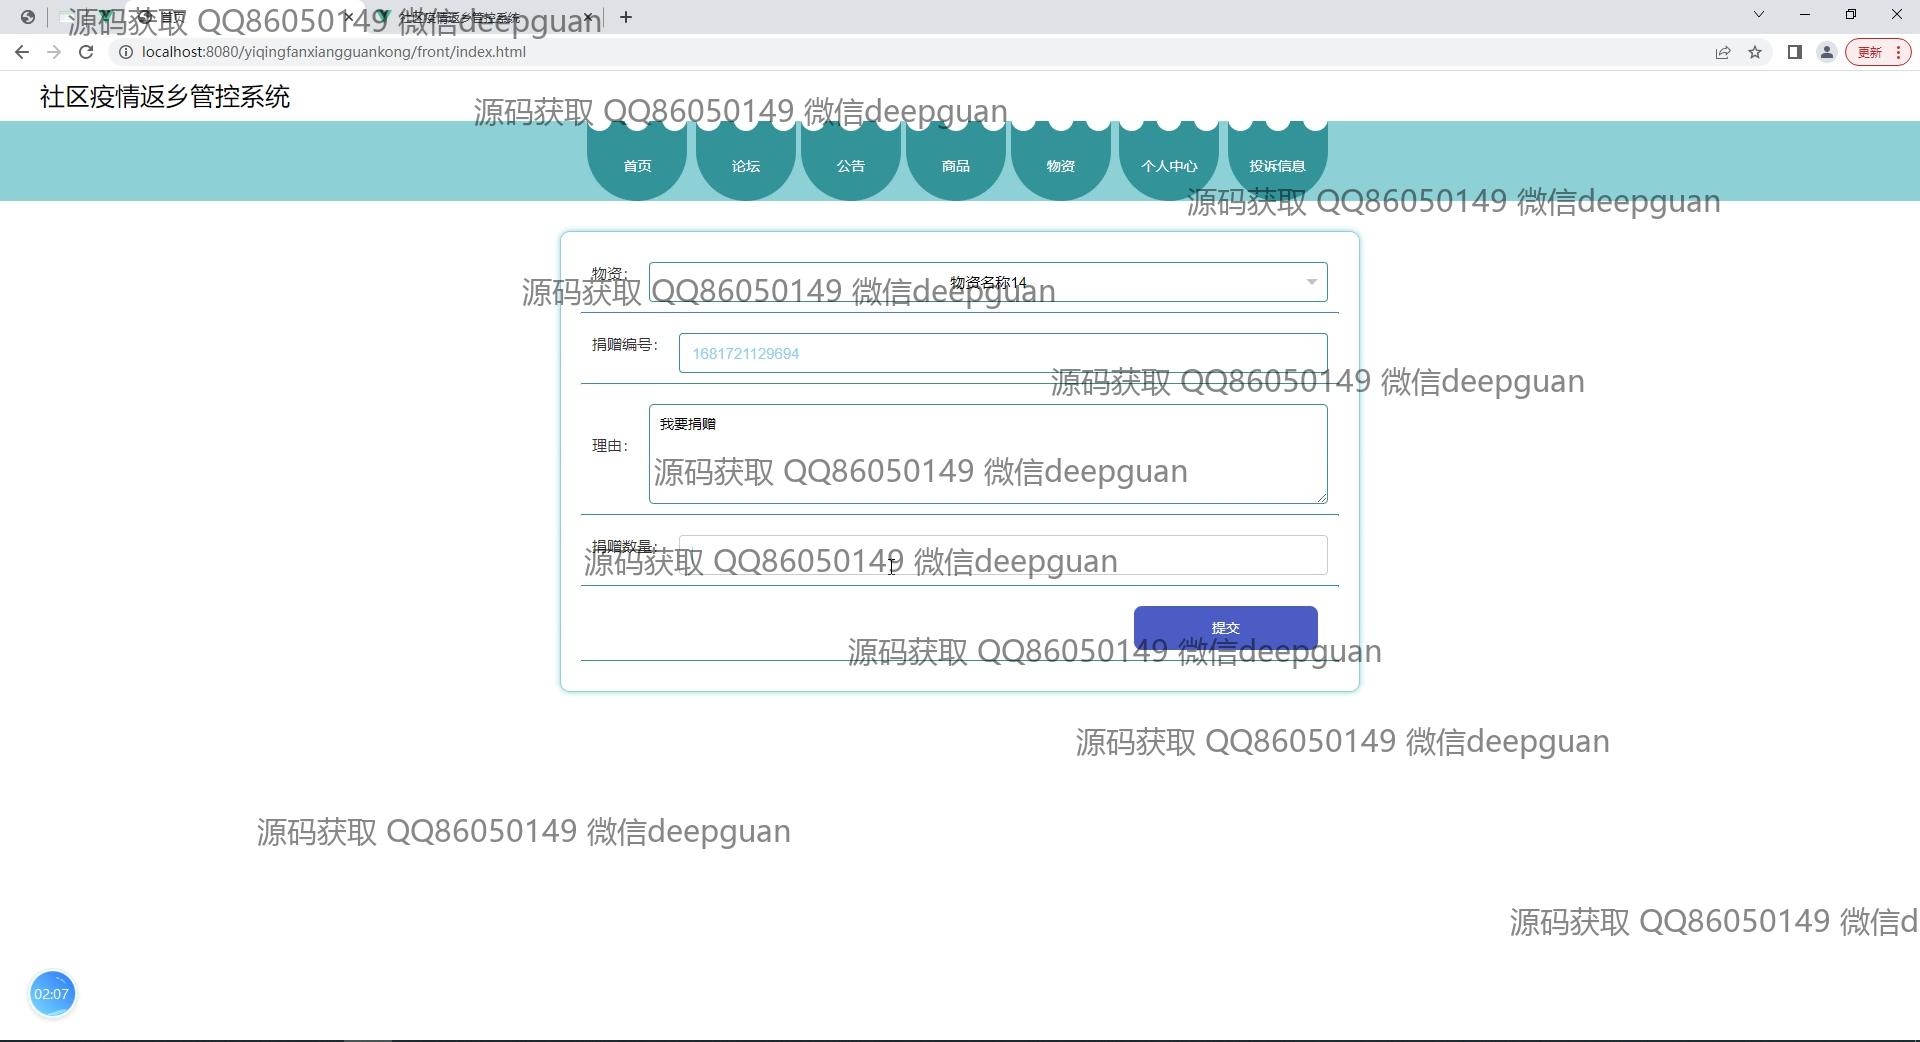 首页
社区疫情返乡管控系统
源码获取 QQ86050149 微信deepguan
localhost:8080/yiqingfanxiangguankong/front/index.html
更新
社区疫情返乡管控系统
源码获取 QQ86050149 微信deepguan
首页
论坛
公告
商品
物资
个人中心
投诉信息
源码获取 QQ86050149 微信deepguan
物资：
物资名称14
源码获取 QQ86050149 微信deepguan
捐赠编号：
1681721129694
源码获取 QQ86050149 微信deepguan
理由：
我要捐赠
源码获取 QQ86050149 微信deepguan
捐赠数量：
源码获取 QQ86050149 微信deepguan
提交
源码获取 QQ86050149 微信deepguan
源码获取 QQ86050149 微信deepguan
源码获取 QQ86050149 微信deepguan
源码获取 QQ86050149 微信d
02:07